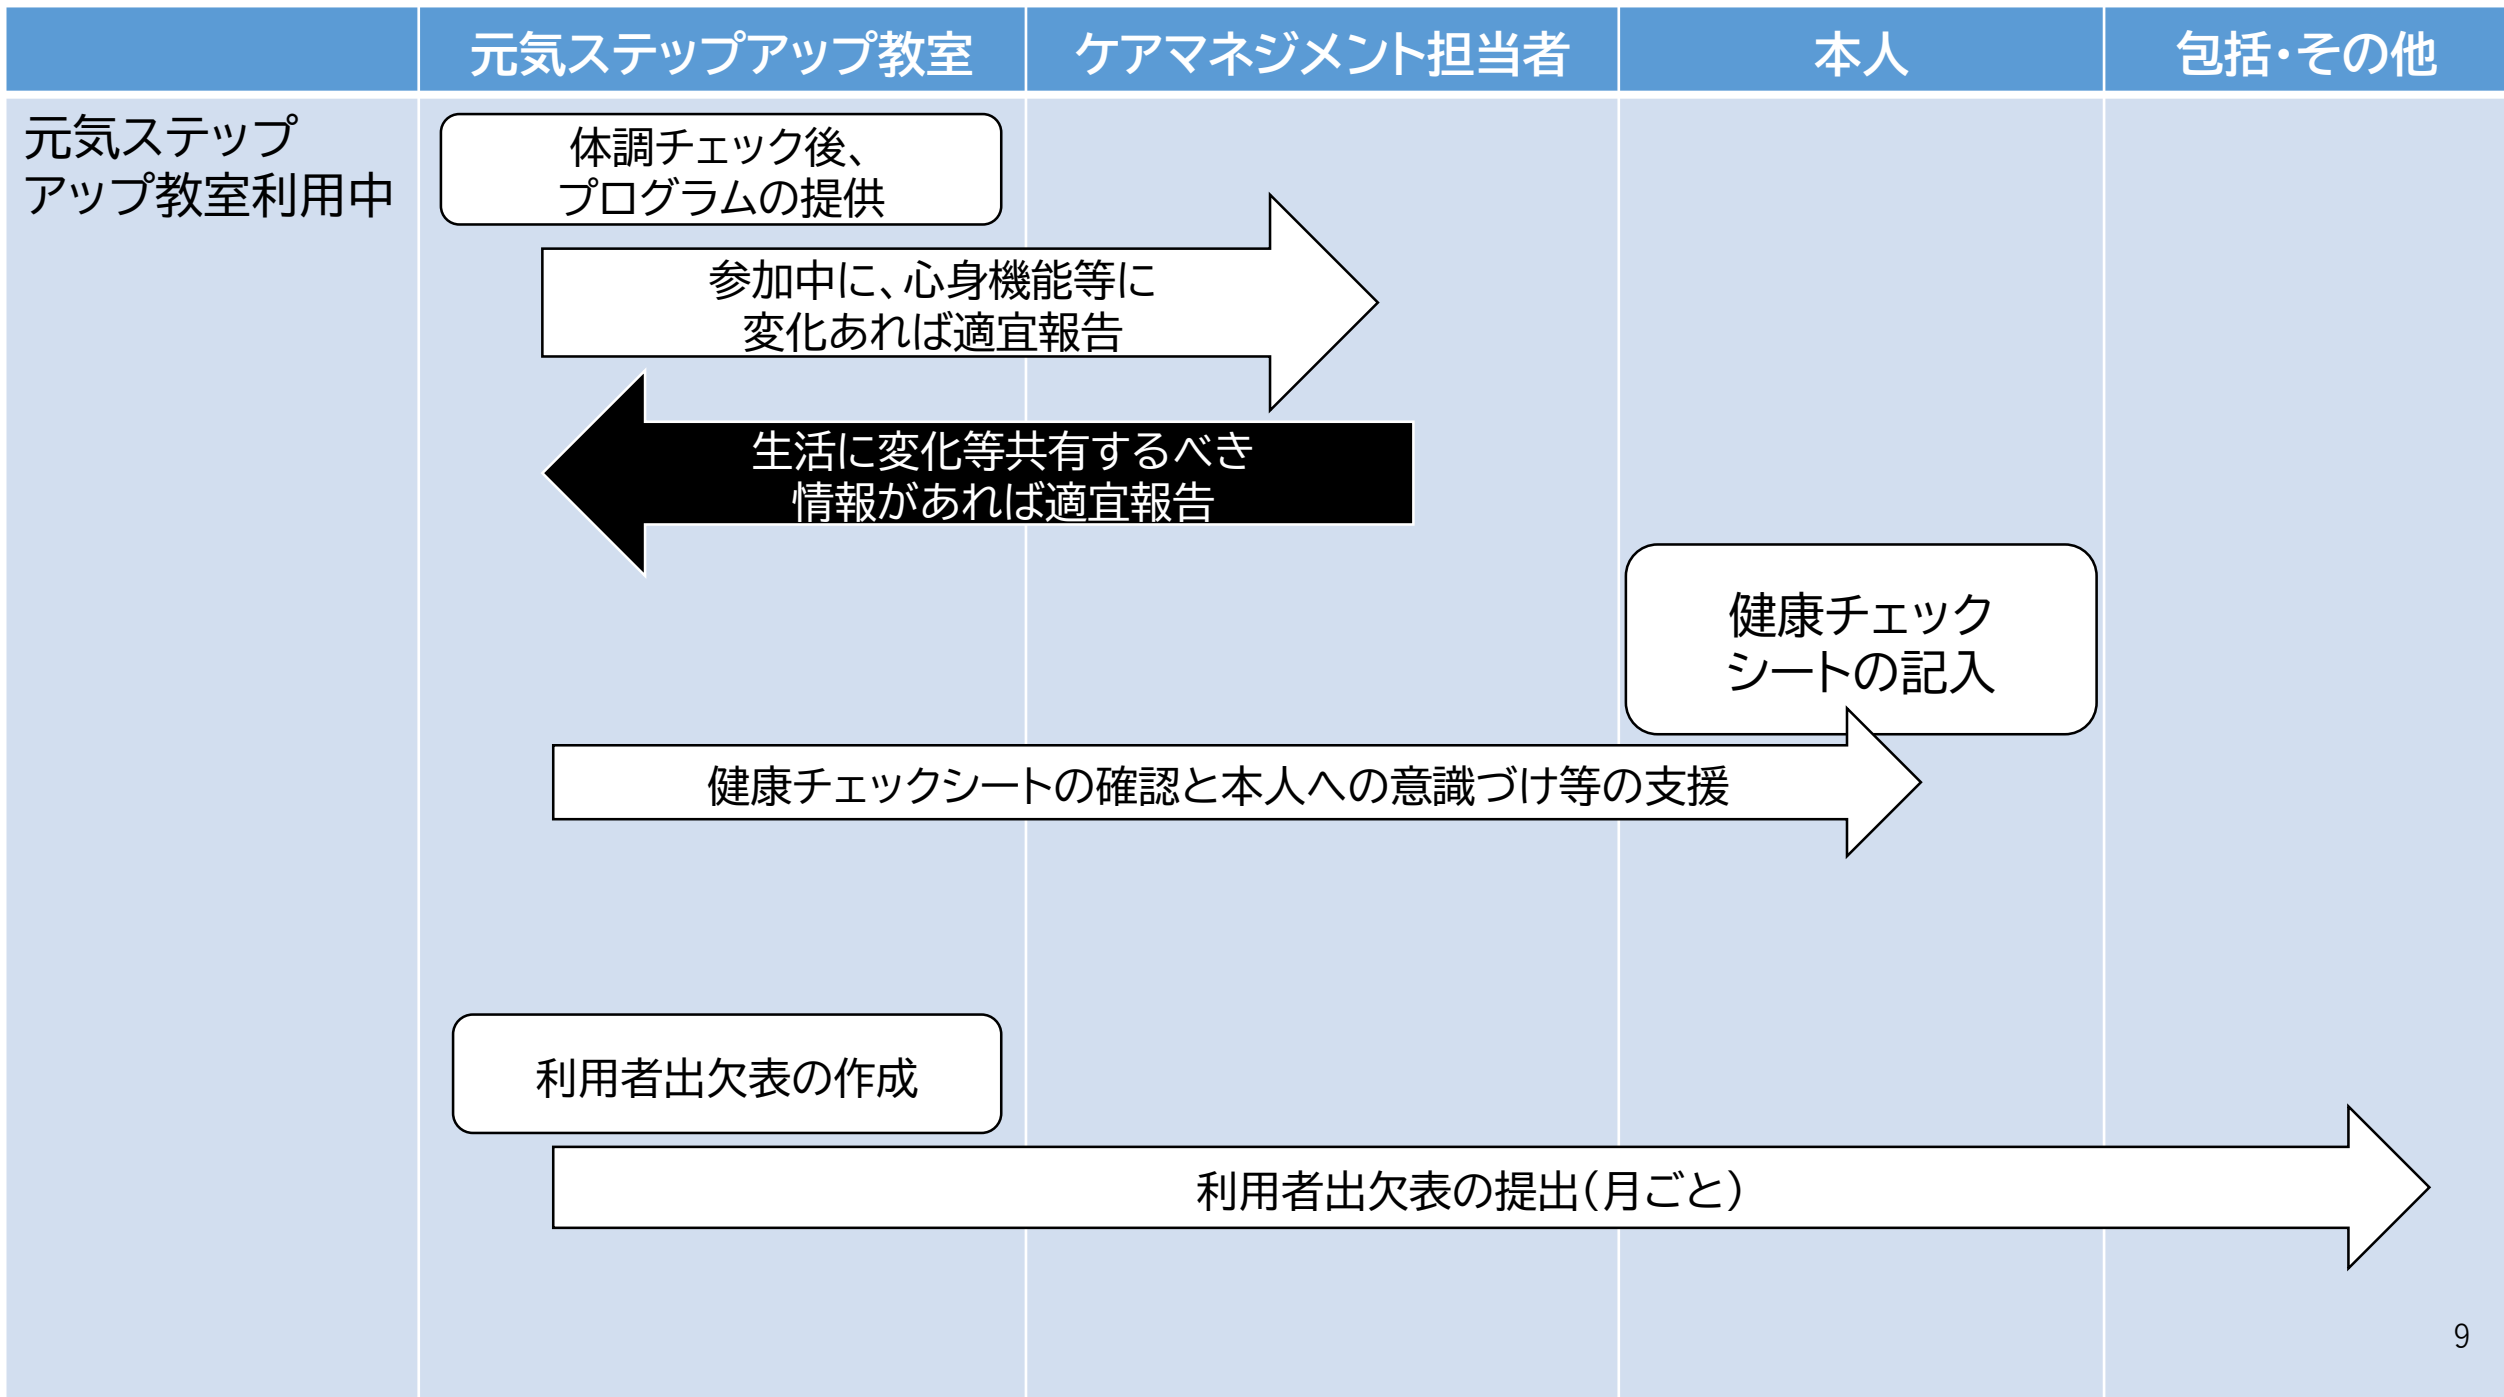 元気ステップアップ教室
ケアマネジメント担当者
本人
包括・その他
元気ステップ
アップ教室利用中
体調チェック後、
プログラムの提供
参加中に、心身機能等に
変化あれば適宜報告
生活に変化等共有するべき
情報があれば適宜報告
健康チェック
シートの記入
健康チェックシートの確認と本人への意識づけ等の支援
利用者出欠表の作成
利用者出欠表の提出（月ごと）
9